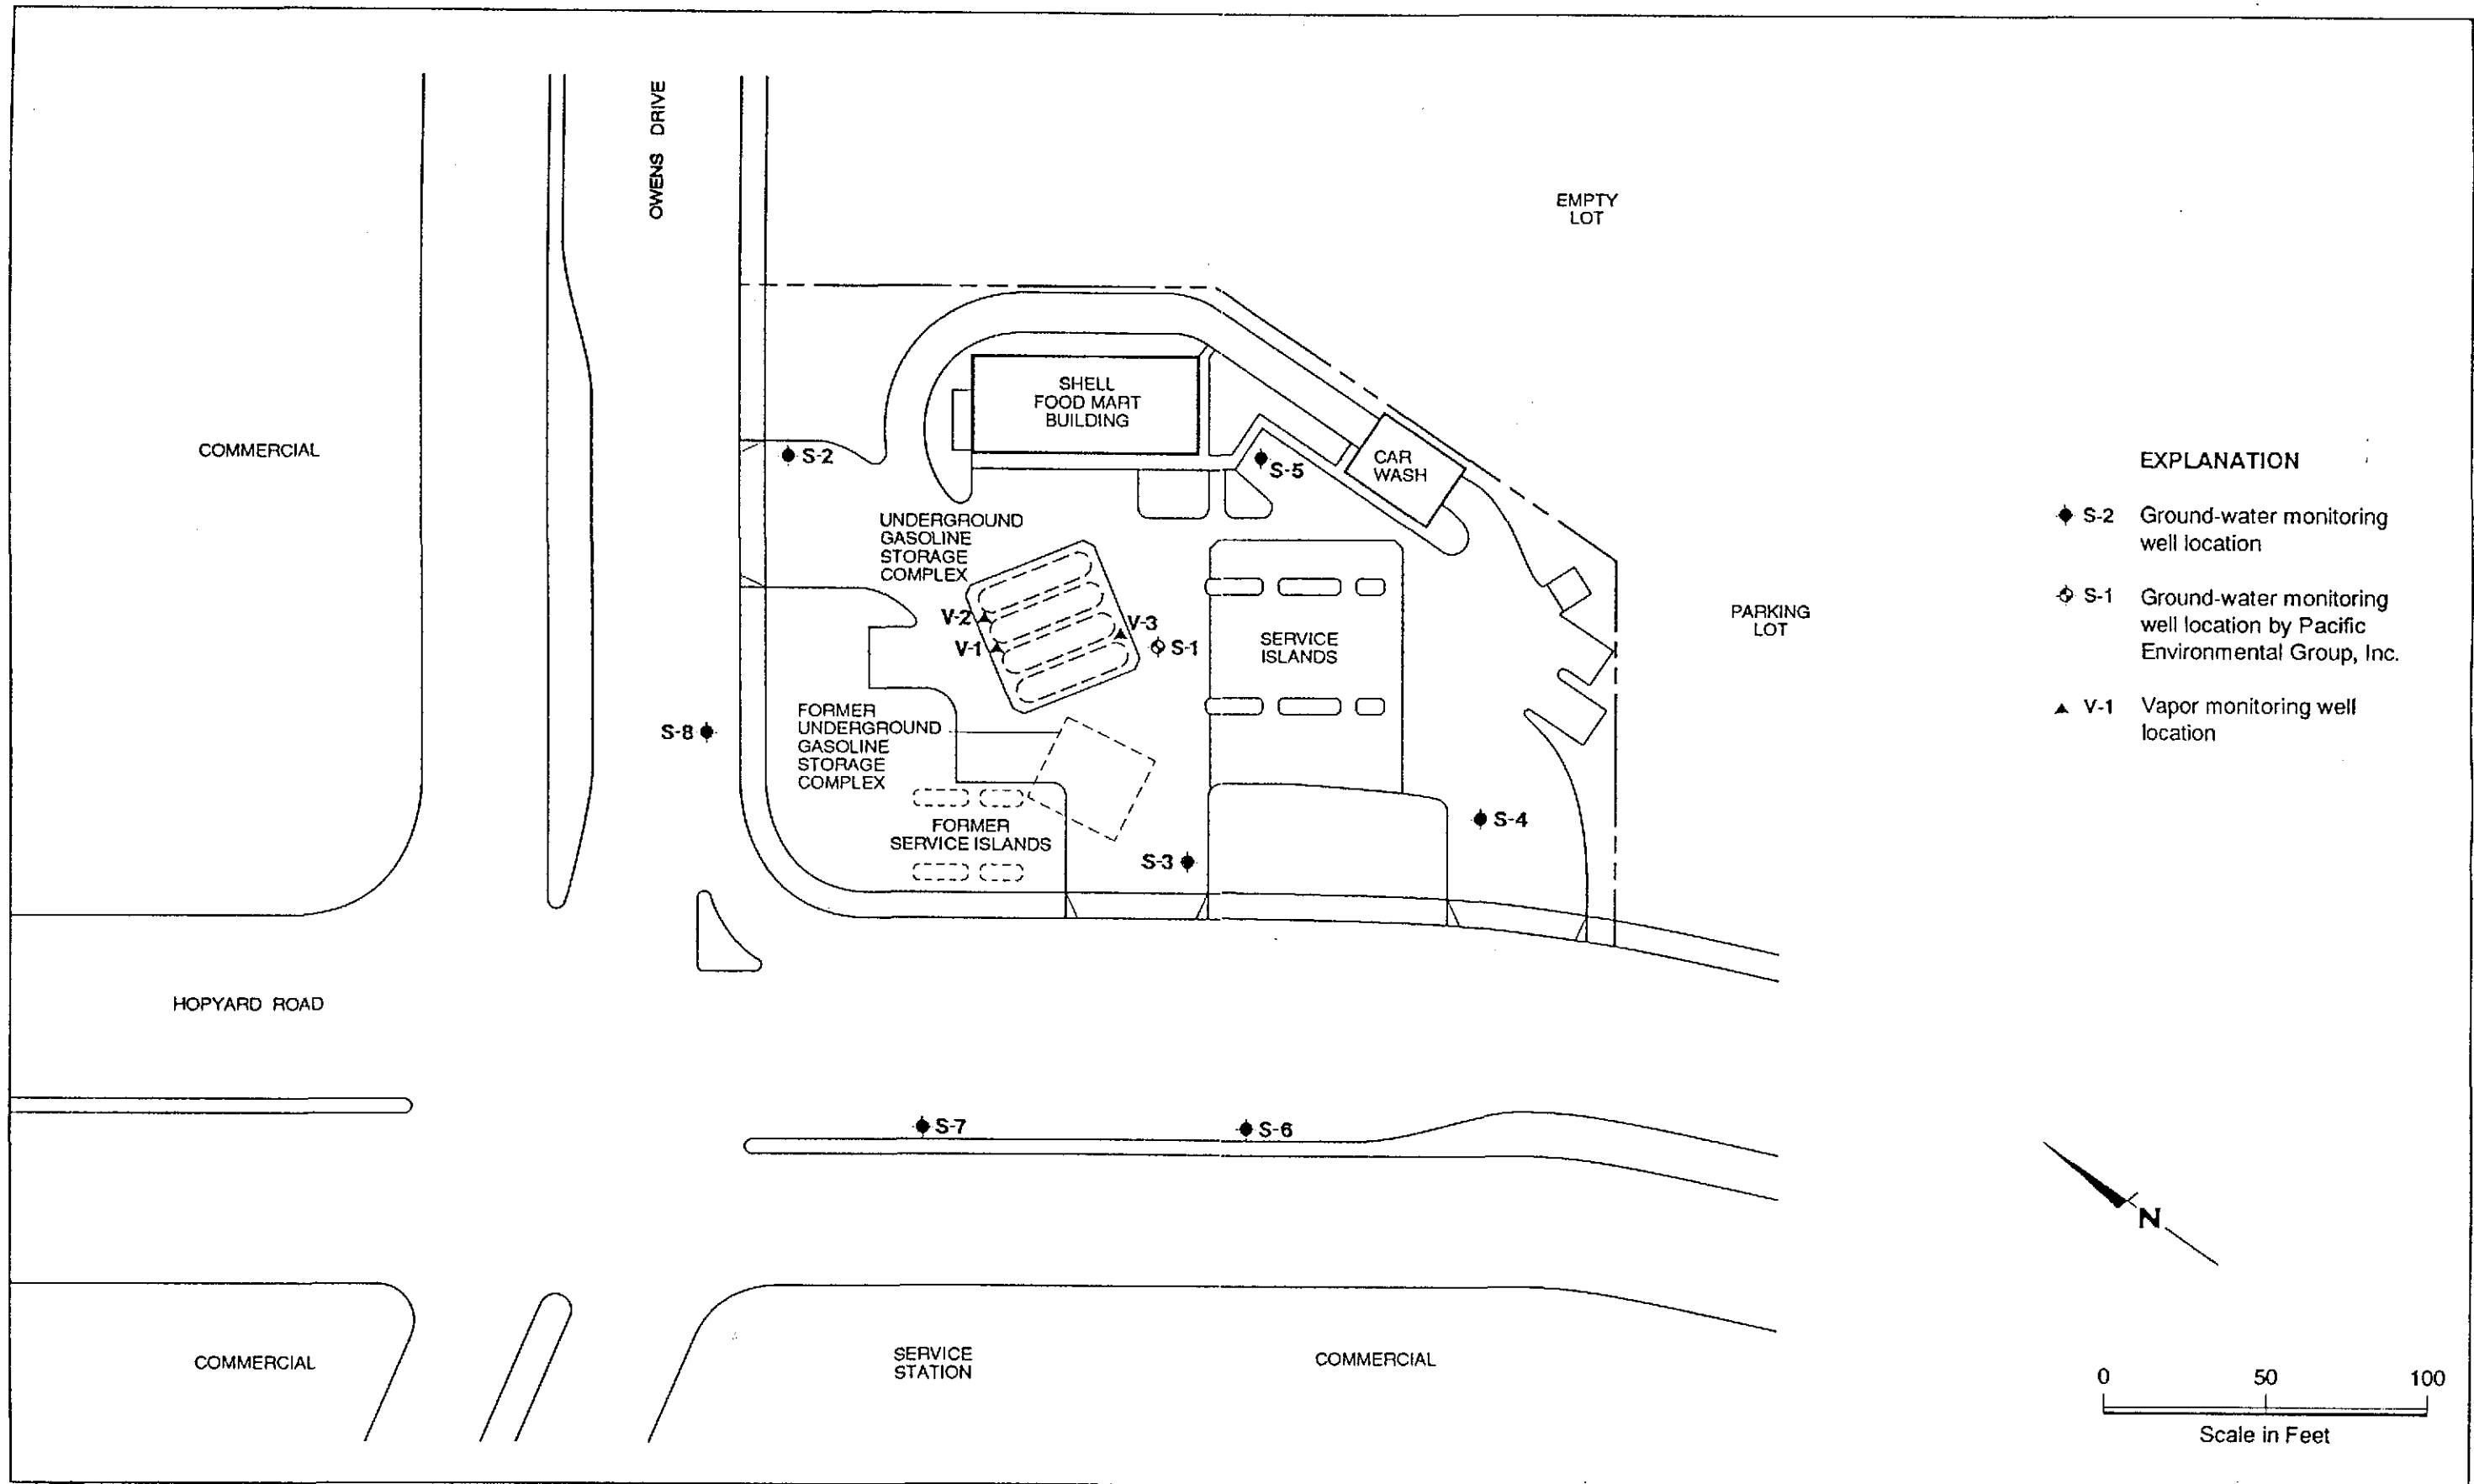 OWENS DRIVE
EMPTY
LOT
SHELL
FOOD MART
BUILDING
COMMERCIAL
S-2
S-5
CAR
WASH
UNDERGROUND
GASOLINE
STORAGE
COMPLEX
V-2
V-1
V-3
S-1
SERVICE
ISLANDS
PARKING
LOT
EXPLANATION
S-2 Ground-water monitoring
well location
S-1 Ground-water monitoring
well location by Pacific
Environmental Group, Inc.
V-1 Vapor monitoring well
location
S-8
FORMER
UNDERGROUND
GASOLINE
STORAGE
COMPLEX
FORMER
SERVICE ISLANDS
S-3
S-4
HOPYARD ROAD
S-7
S-6
N
COMMERCIAL
SERVICE
STATION
COMMERCIAL
0 50 100
Scale in Feet